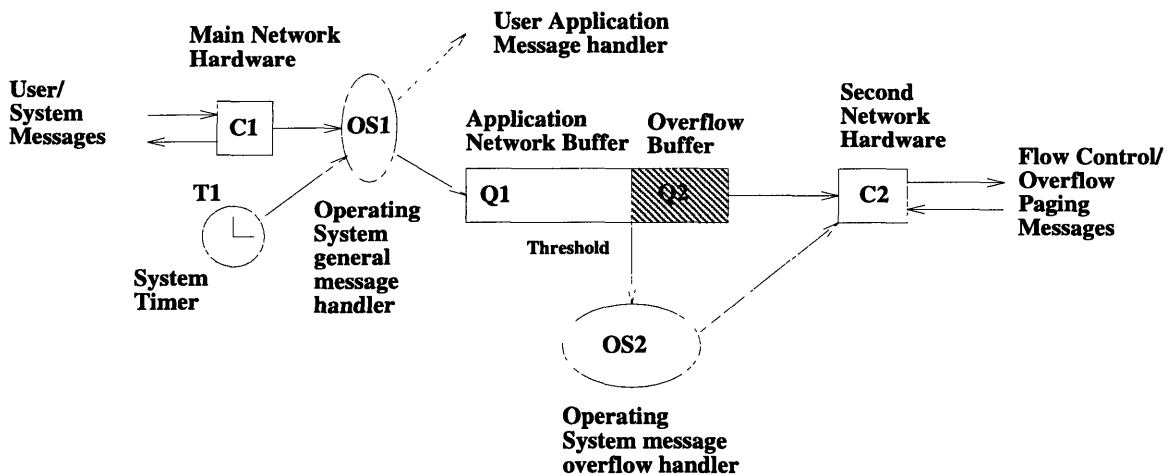 User Application
Message handler
Main Network
Hardware
User/
System
Messages
C1
OS1
Application
Network Buffer
Overflow
Buffer
Second
Network
Hardware
Q1
Q2
C2
Flow Control/
Overflow
Paging
Messages
T1
System
Timer
Operating
System
general
message
handler
Threshold
OS2
Operating
System message
overflow handler